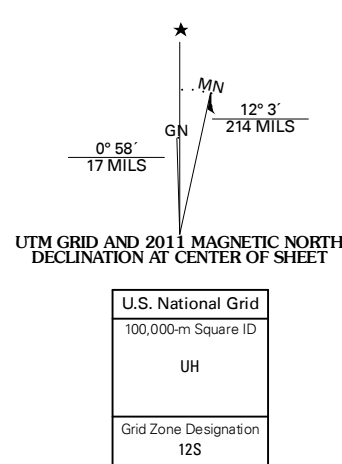 MN
GN
12° 3´
214 MILS
0° 58´
17 MILS
UTM GRID AND 2011 MAGNETIC NORTH
DECLINATION AT CENTER OF SHEET
U.S. National Grid
100,000-m Square ID
UH
Grid Zone Designation
12S